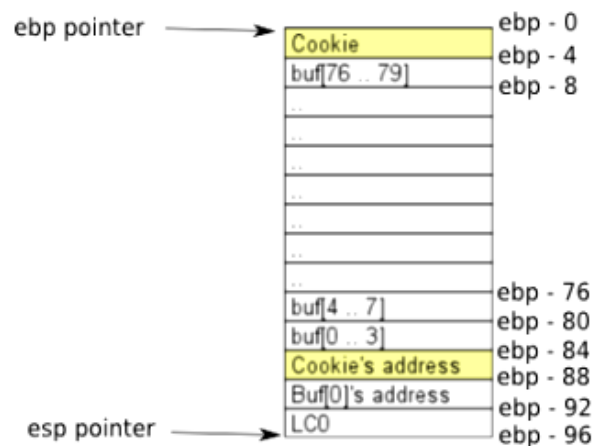 ebp pointer
ebp - 0
Cookie
ebp - 4
buf[76 .. 79]
ebp - 8
..
..
..
..
..
..
..
ebp - 76
buf[4 .. 7]
ebp - 80
buf[0 .. 3]
ebp - 84
Cookie's address
ebp - 88
Buf[0]'s address
ebp - 92
esp pointer
LC0
ebp - 96